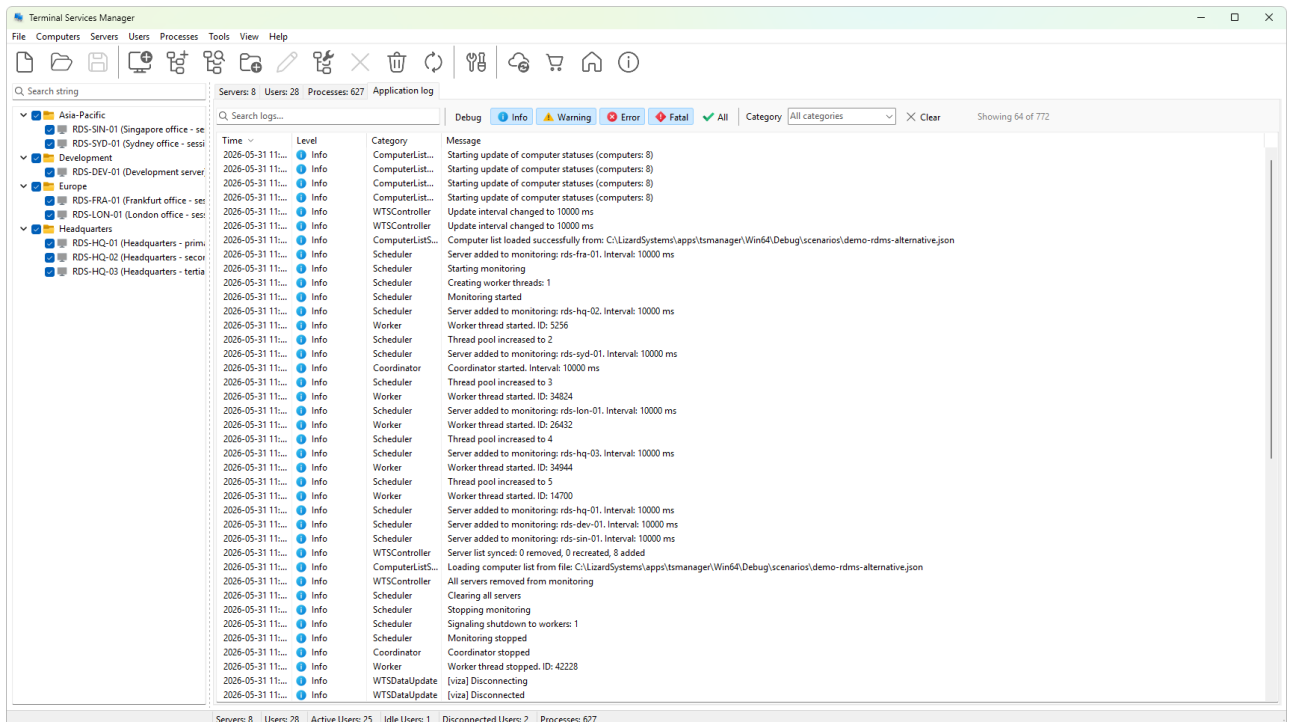 Terminal Services Manager
File Computers Servers Users Processes Tools View Help
Search string
Asia-Pacific
RDS-SIN-01 (Singapore office - se
RDS-SYD-01 (Sydney office - sessi
Development
RDS-DEV-01 (Development server
Europe
RDS-FRA-01 (Frankfurt office - ses
RDS-LON-01 (London office - sess
Headquarters
RDS-HQ-01 (Headquarters - prima
RDS-HQ-02 (Headquarters - secon
RDS-HQ-03 (Headquarters - tertia
Servers: 8 Users: 28 Processes: 627 Application log
Search logs... Debug Info Warning Error Fatal All Category All categories Clear Showing 64 of 772
Time Level Category Message
2026-05-31 11:... Info ComputerList... Starting update of computer statuses (computers: 8)
2026-05-31 11:... Info ComputerList... Starting update of computer statuses (computers: 8)
2026-05-31 11:... Info ComputerList... Starting update of computer statuses (computers: 8)
2026-05-31 11:... Info ComputerList... Starting update of computer statuses (computers: 8)
2026-05-31 11:... Info WTSController Update interval changed to 10000 ms
2026-05-31 11:... Info WTSController Update interval changed to 10000 ms
2026-05-31 11:... Info ComputerListS... Computer list loaded successfully from: C:\LizardSystems\apps\tsmanager\Win64\Debug\scenarios\demo-rdms-alternative.json
2026-05-31 11:... Info Scheduler Server added to monitoring: rds-fra-01. Interval: 10000 ms
2026-05-31 11:... Info Scheduler Starting monitoring
2026-05-31 11:... Info Scheduler Creating worker threads: 1
2026-05-31 11:... Info Scheduler Monitoring started
2026-05-31 11:... Info Scheduler Server added to monitoring: rds-hq-02. Interval: 10000 ms
2026-05-31 11:... Info Worker Worker thread started. ID: 5256
2026-05-31 11:... Info Scheduler Thread pool increased to 2
2026-05-31 11:... Info Scheduler Server added to monitoring: rds-syd-01. Interval: 10000 ms
2026-05-31 11:... Info Coordinator Coordinator started. Interval: 10000 ms
2026-05-31 11:... Info Scheduler Thread pool increased to 3
2026-05-31 11:... Info Worker Worker thread started. ID: 34824
2026-05-31 11:... Info Scheduler Server added to monitoring: rds-lon-01. Interval: 10000 ms
2026-05-31 11:... Info Worker Worker thread started. ID: 26432
2026-05-31 11:... Info Scheduler Thread pool increased to 4
2026-05-31 11:... Info Scheduler Server added to monitoring: rds-hq-03. Interval: 10000 ms
2026-05-31 11:... Info Worker Worker thread started. ID: 34944
2026-05-31 11:... Info Scheduler Thread pool increased to 5
2026-05-31 11:... Info Worker Worker thread started. ID: 14700
2026-05-31 11:... Info Scheduler Server added to monitoring: rds-hq-01. Interval: 10000 ms
2026-05-31 11:... Info Scheduler Server added to monitoring: rds-dev-01. Interval: 10000 ms
2026-05-31 11:... Info Scheduler Server added to monitoring: rds-sin-01. Interval: 10000 ms
2026-05-31 11:... Info WTSController Server list synced: 0 removed, 0 recreated, 8 added
2026-05-31 11:... Info ComputerListS... Loading computer list from file: C:\LizardSystems\apps\tsmanager\Win64\Debug\scenarios\demo-rdms-alternative.json
2026-05-31 11:... Info WTSController All servers removed from monitoring
2026-05-31 11:... Info Scheduler Clearing all servers
2026-05-31 11:... Info Scheduler Stopping monitoring
2026-05-31 11:... Info Scheduler Signaling shutdown to workers: 1
2026-05-31 11:... Info Scheduler Monitoring stopped
2026-05-31 11:... Info Coordinator Coordinator stopped
2026-05-31 11:... Info Worker Worker thread stopped. ID: 42228
2026-05-31 11:... Info WTSDataUpdate [viza] Disconnecting
2026-05-31 11:... Info WTSDataUpdate [viza] Disconnected
Servers: 8 Users: 28 Active Users: 25 Idle Users: 1 Disconnected Users: 2 Processes: 627